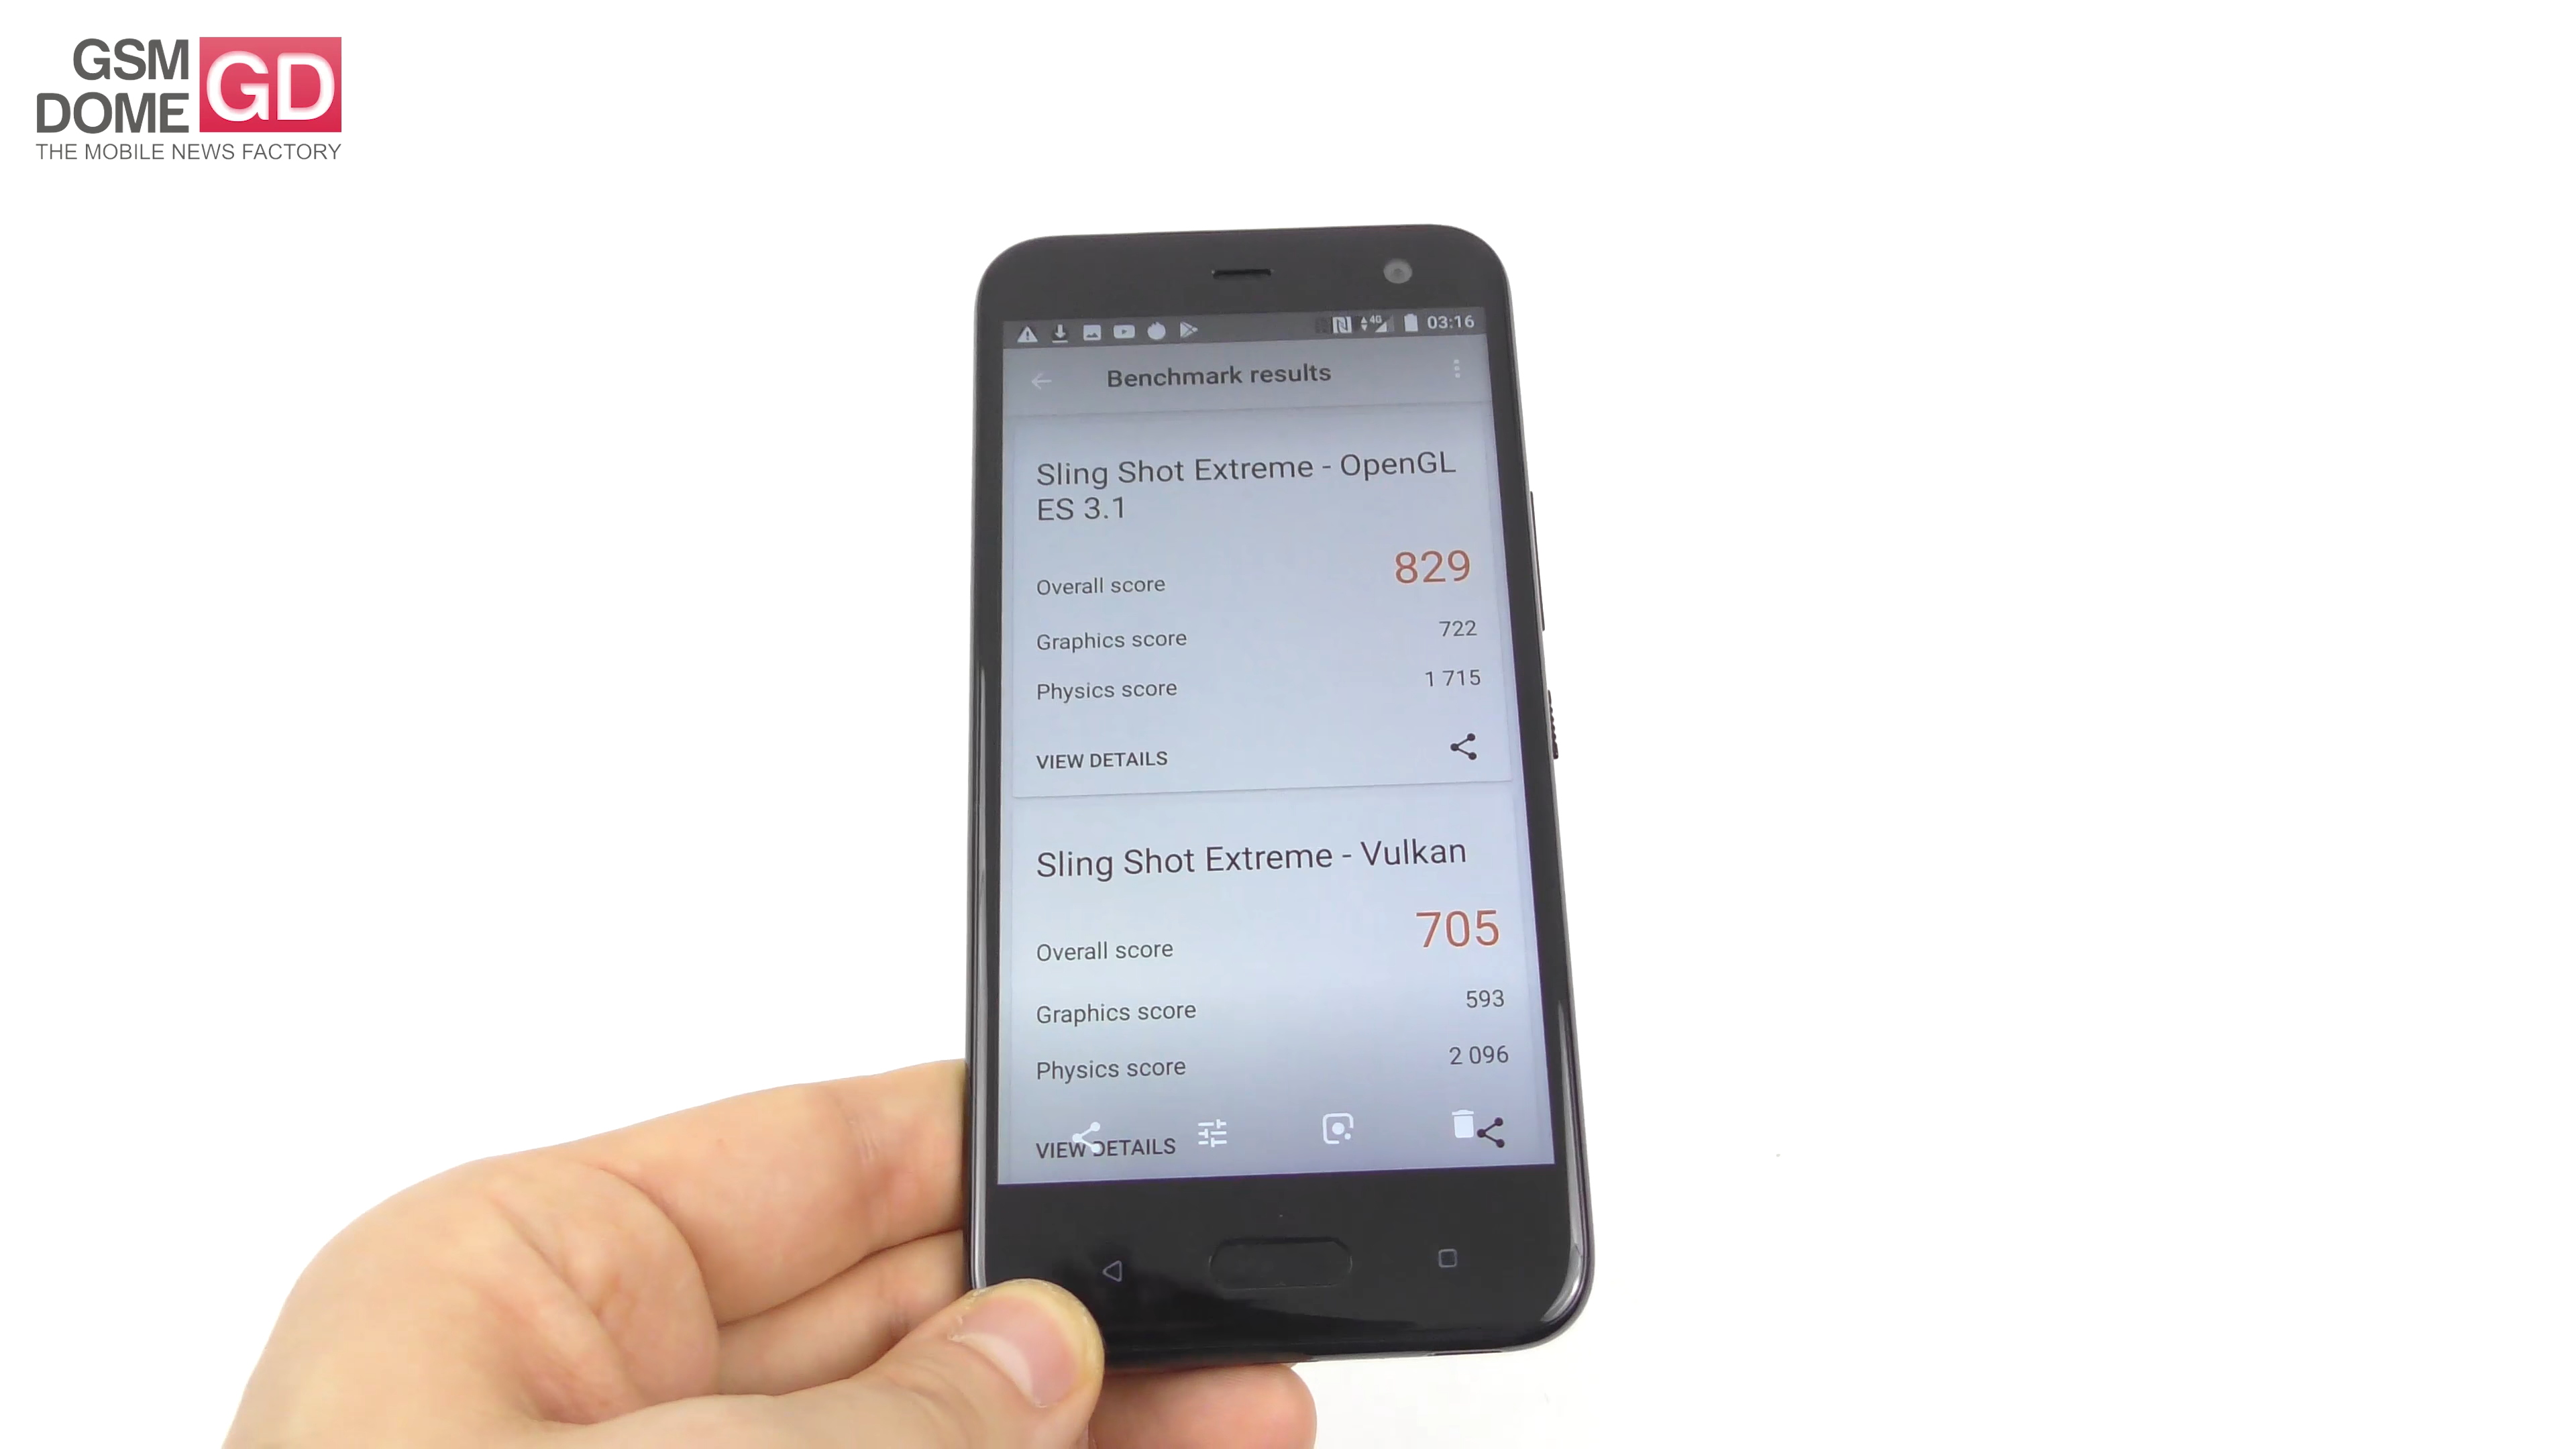 GSM
DOME GD
THE MOBILE NEWS FACTORY
4G 03:16
Benchmark results
Sling Shot Extreme - OpenGL
ES 3.1
Overall score 829
Graphics score 722
Physics score 1 715
VIEW DETAILS
Sling Shot Extreme - Vulkan
Overall score 705
Graphics score 593
Physics score 2 096
VIEW DETAILS